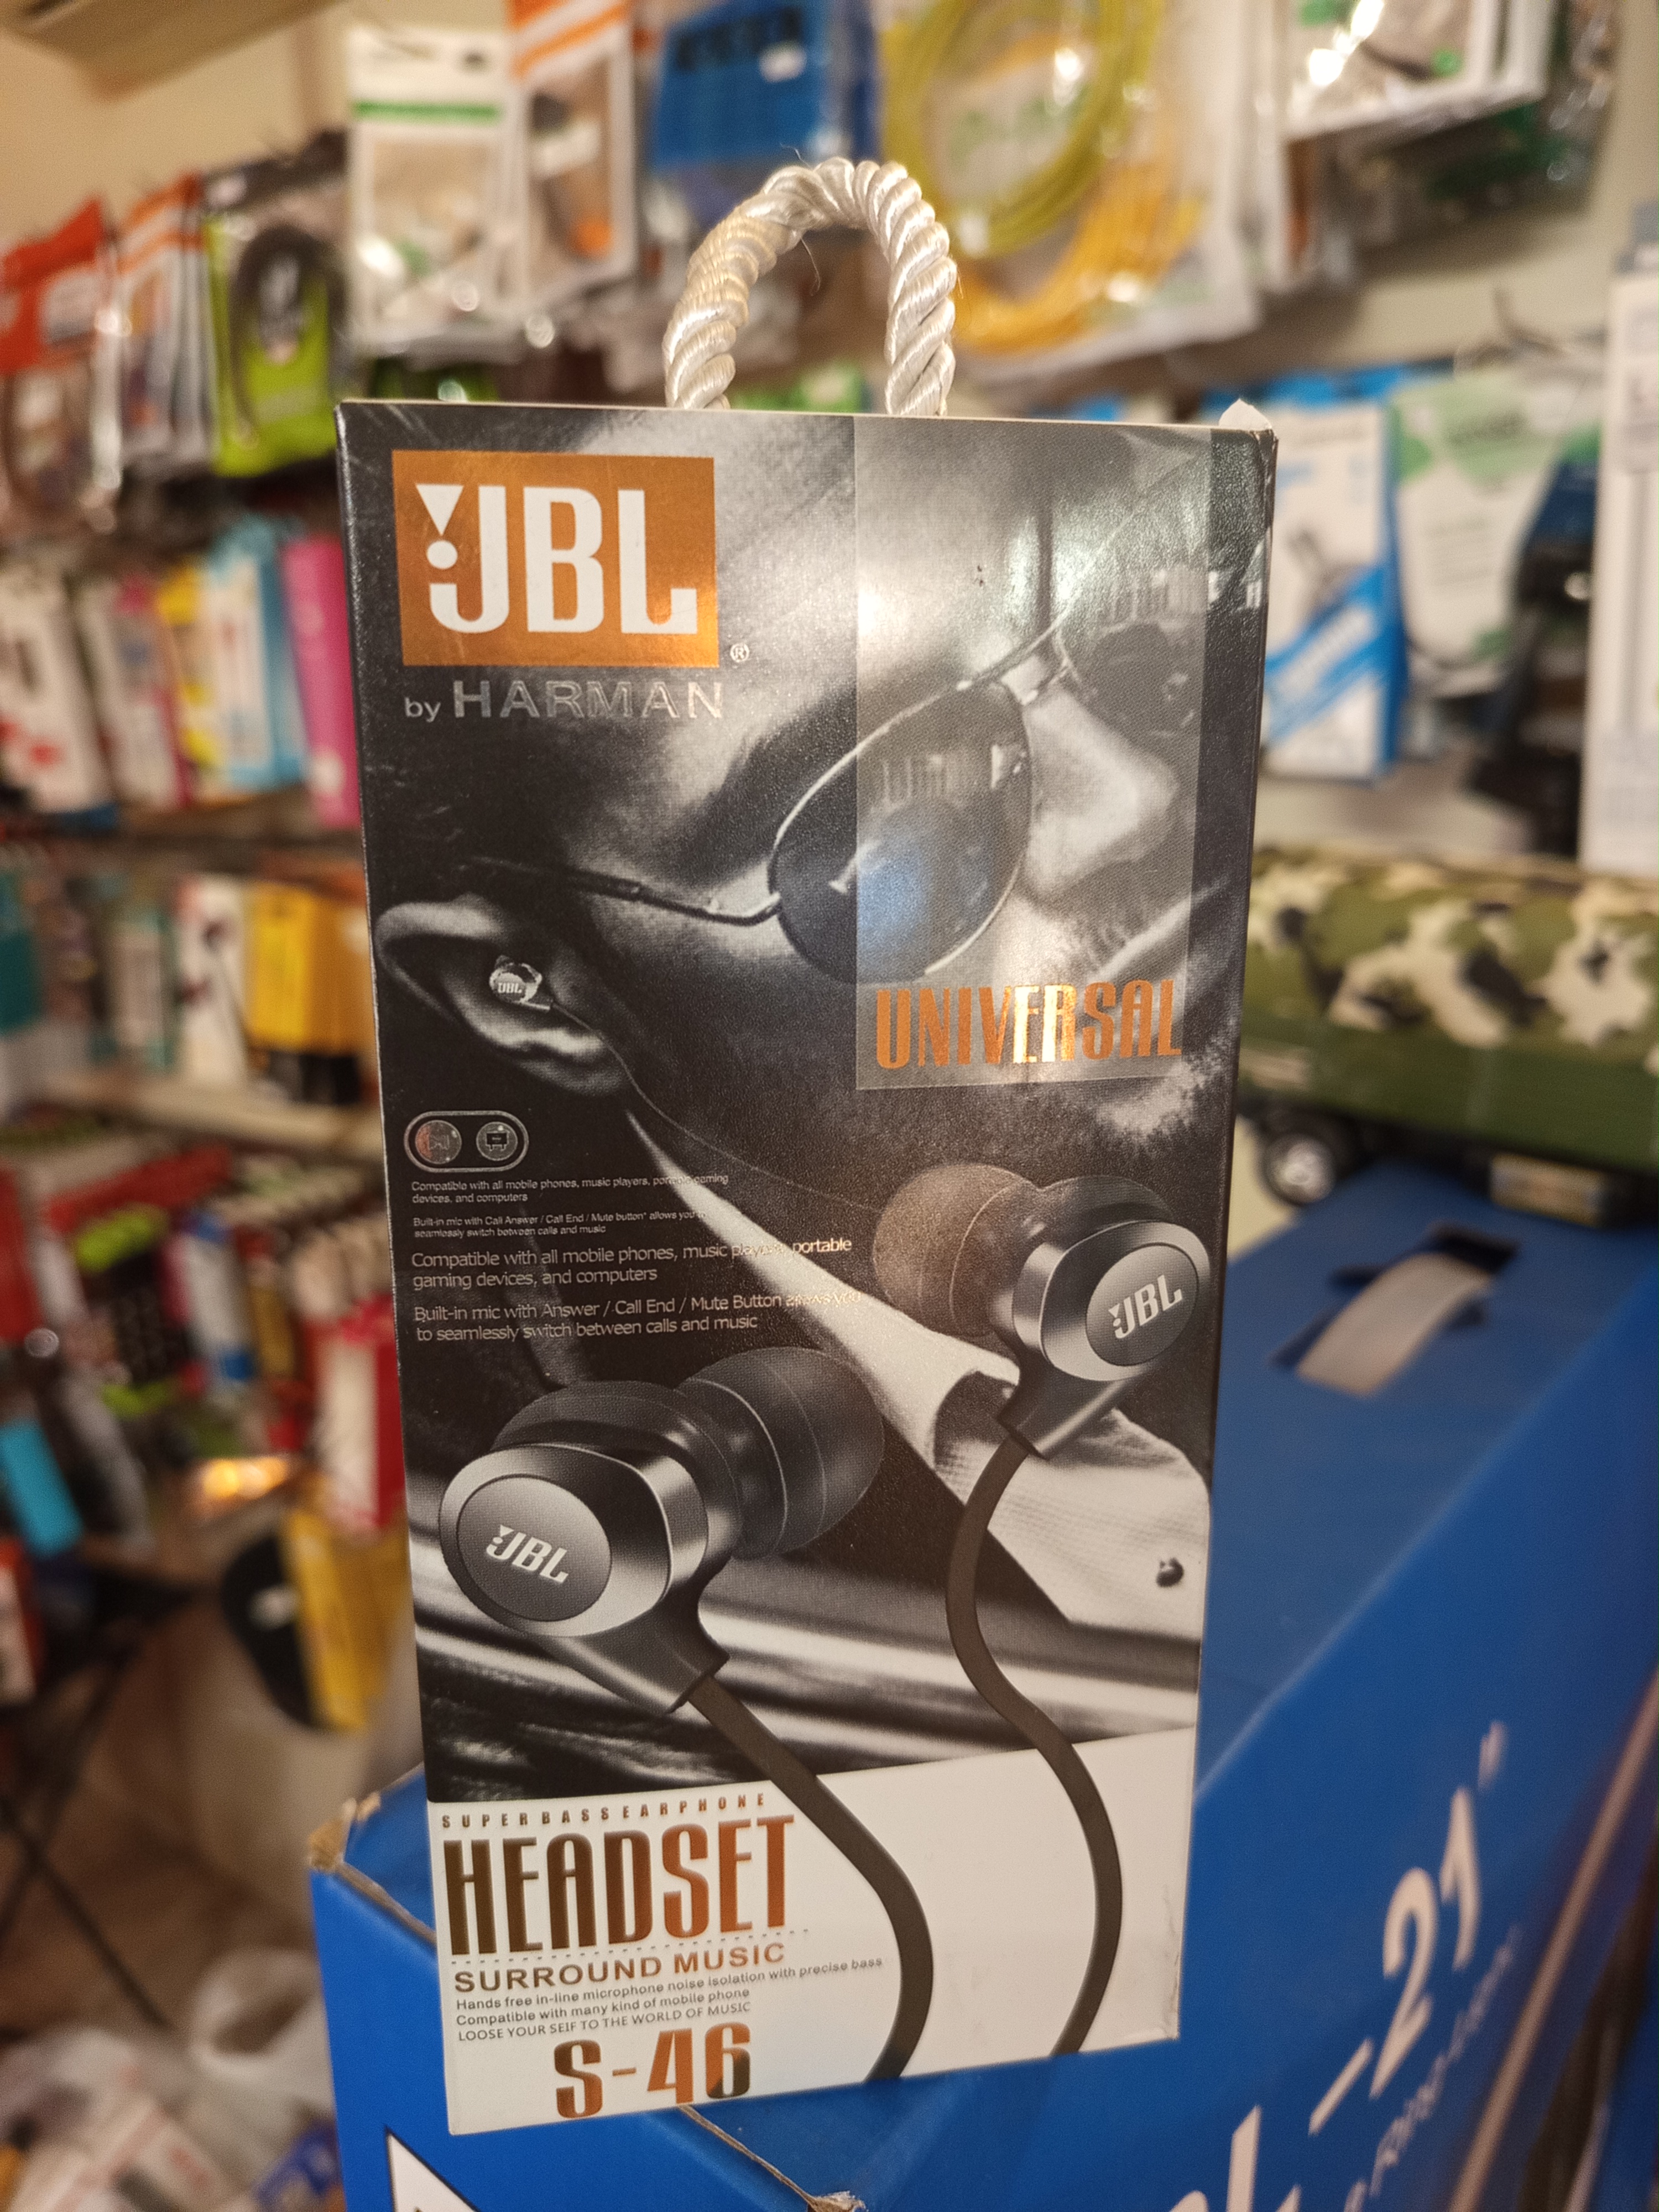 JBL
®
by HARMAN
JBL
UNIVERSAL
Compatible with all mobile phones, music players, portable gaming
devices, and computers
Built-in mic with Call Answer / Call End / Mute button* allows you to
seamlessly switch between calls and music
Compatible with all mobile phones, music players, portable
gaming devices, and computers
Built-in mic with Answer / Call End / Mute Button allows you
to seamlessly switch between calls and music
JBL
JBL
SUPERBASSEARPHONE
HEADSET
SURROUND MUSIC
Hands free in-line microphone noise isolation with precise bass
Compatible with many kind of mobile phone
LOOSE YOUR SEIF TO THE WORLD OF MUSIC
S-46
-21"